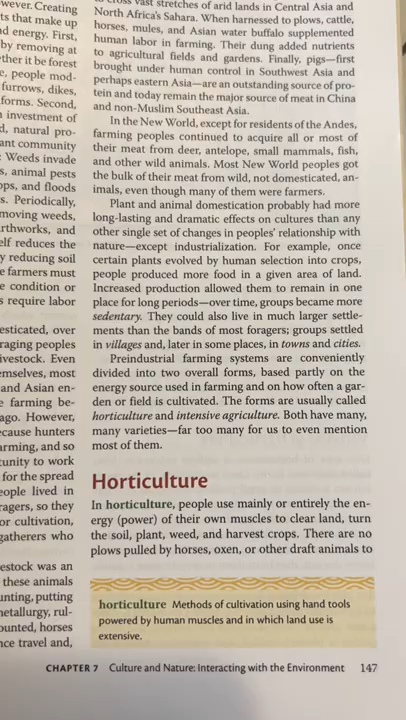 wever. Creating
ts that make up
nd energy. First,
by removing at
ther it be forest
e, people mod-
furrows, dikes,
forms. Second,
investment of
d, natural pro-
ant community
Weeds invade
s, animal pests
ops, and floods
s. Periodically,
moving weeds,
rthworks, and
elf reduces the
y reducing soil
e farmers must
e condition or
s require labor
esticated, over
raging peoples
ivestock. Even
emselves, most
and Asian en-
e farming be-
ago. However,
cause hunters
arming, and so
tunity to work
for the spread
eople lived in
ragers, so they
or cultivation,
gatherers who
estock was an
these animals
unting, putting
netallurgy, rul-
ounted, horses
nce travel and,
to cross vast stretches of arid lands in Central Asia and
North Africa's Sahara. When harnessed to plows, cattle,
horses, mules, and Asian water buffalo supplemented
human labor in farming. Their dung added nutrients
to agricultural fields and gardens. Finally, pigs—first
brought under human control in Southwest Asia and
perhaps eastern Asia—are an outstanding source of pro-
tein and today remain the major source of meat in China
and non-Muslim Southeast Asia.
In the New World, except for residents of the Andes,
farming peoples continued to acquire all or most of
their meat from deer, antelope, small mammals, fish,
and other wild animals. Most New World peoples got
the bulk of their meat from wild, not domesticated, an-
imals, even though many of them were farmers.
Plant and animal domestication probably had more
long-lasting and dramatic effects on cultures than any
other single set of changes in peoples' relationship with
nature—except industrialization. For example, once
certain plants evolved by human selection into crops,
people produced more food in a given area of land.
Increased production allowed them to remain in one
place for long periods—over time, groups became more
sedentary. They could also live in much larger settle-
ments than the bands of most foragers; groups settled
in villages and, later in some places, in towns and cities.
Preindustrial farming systems are conveniently
divided into two overall forms, based partly on the
energy source used in farming and on how often a gar-
den or field is cultivated. The forms are usually called
horticulture and intensive agriculture. Both have many,
many varieties—far too many for us to even mention
most of them.
Horticulture
In horticulture, people use mainly or entirely the en-
ergy (power) of their own muscles to clear land, turn
the soil, plant, weed, and harvest crops. There are no
plows pulled by horses, oxen, or other draft animals to
horticulture Methods of cultivation using hand tools
powered by human muscles and in which land use is
extensive.
CHAPTER 7 Culture and Nature: Interacting with the Environment 147